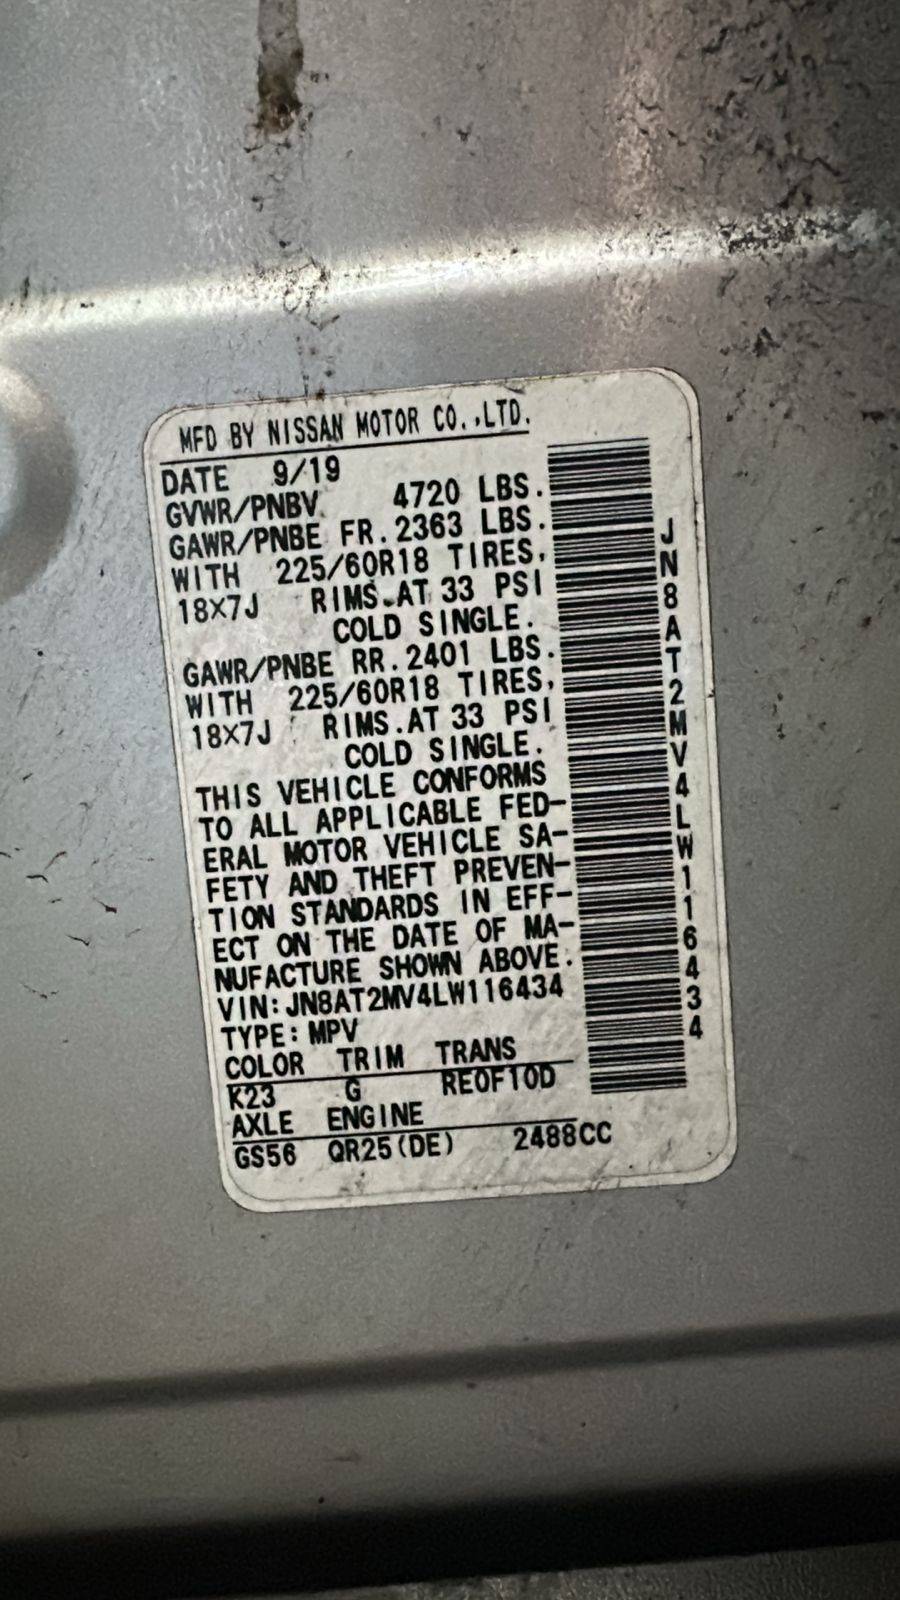 MFD BY NISSAN MOTOR CO.,LTD.
DATE 9/19
GVWR/PNBV 4720 LBS.
GAWR/PNBE FR.2363 LBS.
WITH 225/60R18 TIRES,
18X7J RIMS.AT 33 PSI
COLD SINGLE.
GAWR/PNBE RR.2401 LBS.
WITH 225/60R18 TIRES,
18X7J RIMS.AT 33 PSI
COLD SINGLE.
THIS VEHICLE CONFORMS
TO ALL APPLICABLE FED-
ERAL MOTOR VEHICLE SA-
FETY AND THEFT PREVEN-
TION STANDARDS IN EFF-
ECT ON THE DATE OF MA-
NUFACTURE SHOWN ABOVE.
VIN:JN8AT2MV4LW116434
TYPE:MPV
COLOR TRIM TRANS
K23 G RE0F10D
AXLE ENGINE
GS56 QR25(DE) 2488CC
JN8AT2MV4LW116434